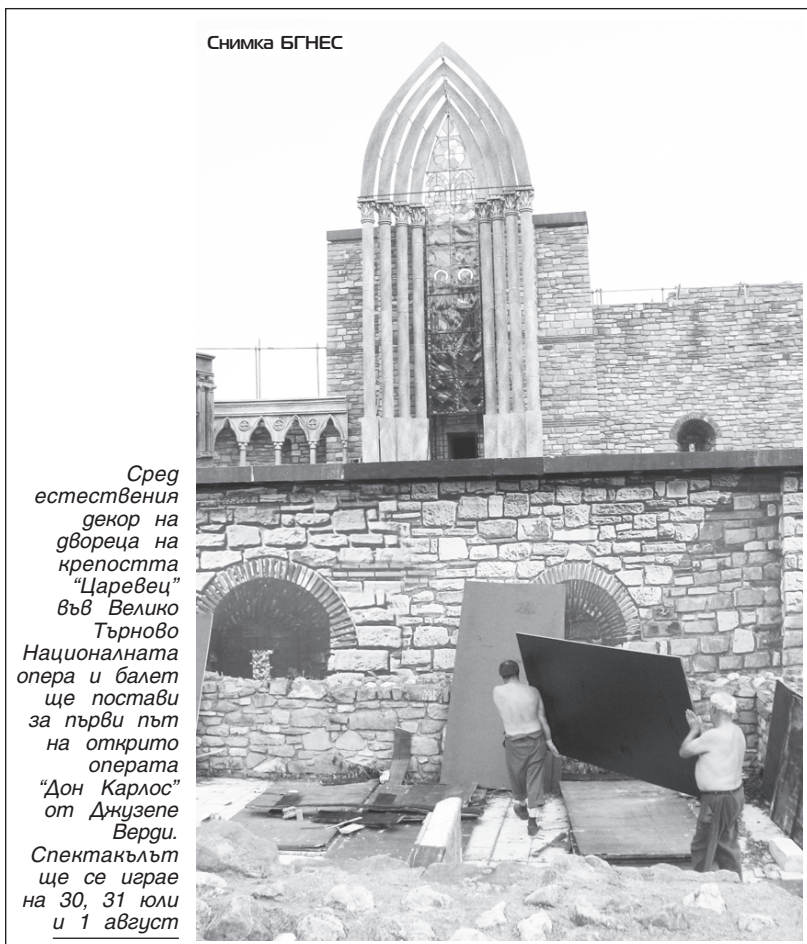 Снимка БГНЕС
Сред
естествения
декор на
двореца на
крепостта
“Царевец”
във Велико
Търново
Националната
опера и балет
ще постави
за първи път
на открито
операта
“Дон Карлос”
от Джузепе
Верди.
Спектакълът
ще се играе
на 30, 31 юли
и 1 август